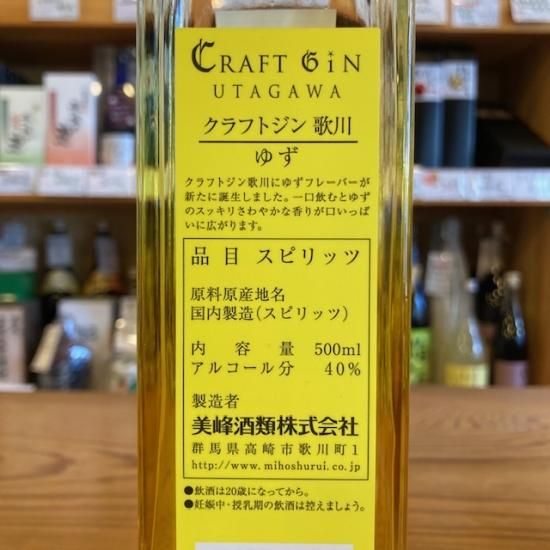 CRAFT GiN
UTAGAWA
クラフトジン 歌川
ゆず
クラフトジン歌川にゆずフレーバーが
新たに誕生しました。一口飲むとゆず
のスッキリさわやかな香りが口いっぱ
いに広がります。
品目 スピリッツ
原料原産地名
国内製造(スピリッツ)
内容量 500ml
アルコール分 40%
製造者
美峰酒類株式会社
群馬県高崎市歌川町1
http://www.mihoshurui.co.jp
●飲酒は20歳になってから。
●妊娠中・授乳期の飲酒は控えましょう。